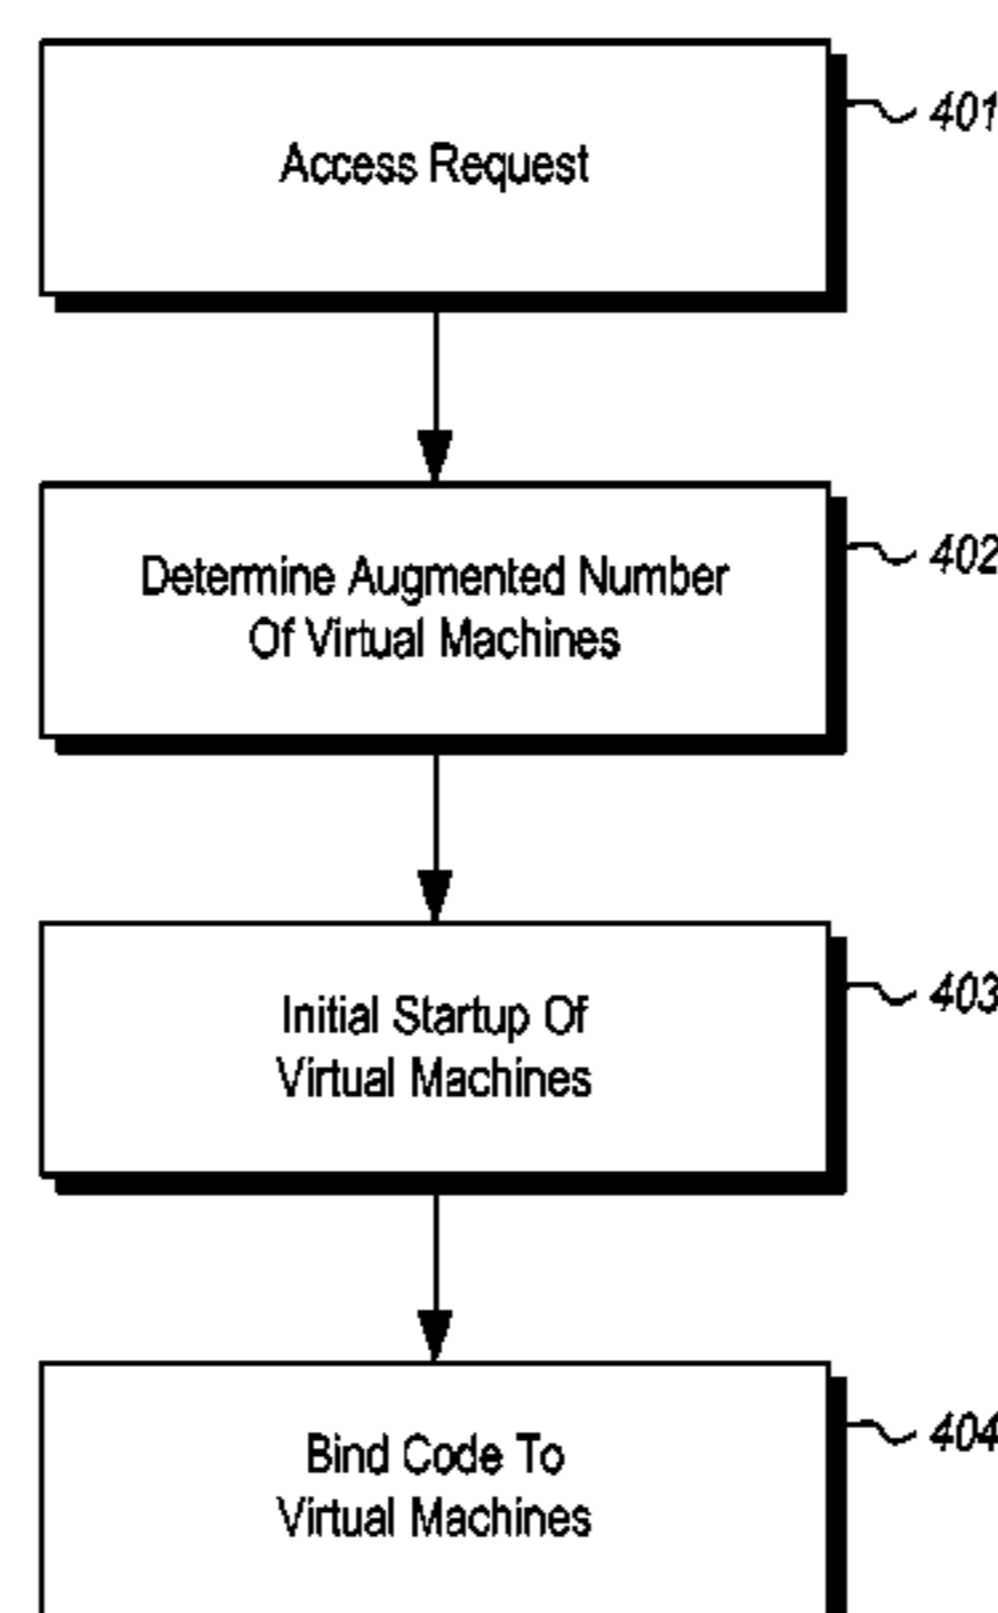 Access Request
401
Determine Augmented Number
Of Virtual Machines
402
Initial Startup Of
Virtual Machines
403
Bind Code To
Virtual Machines
404